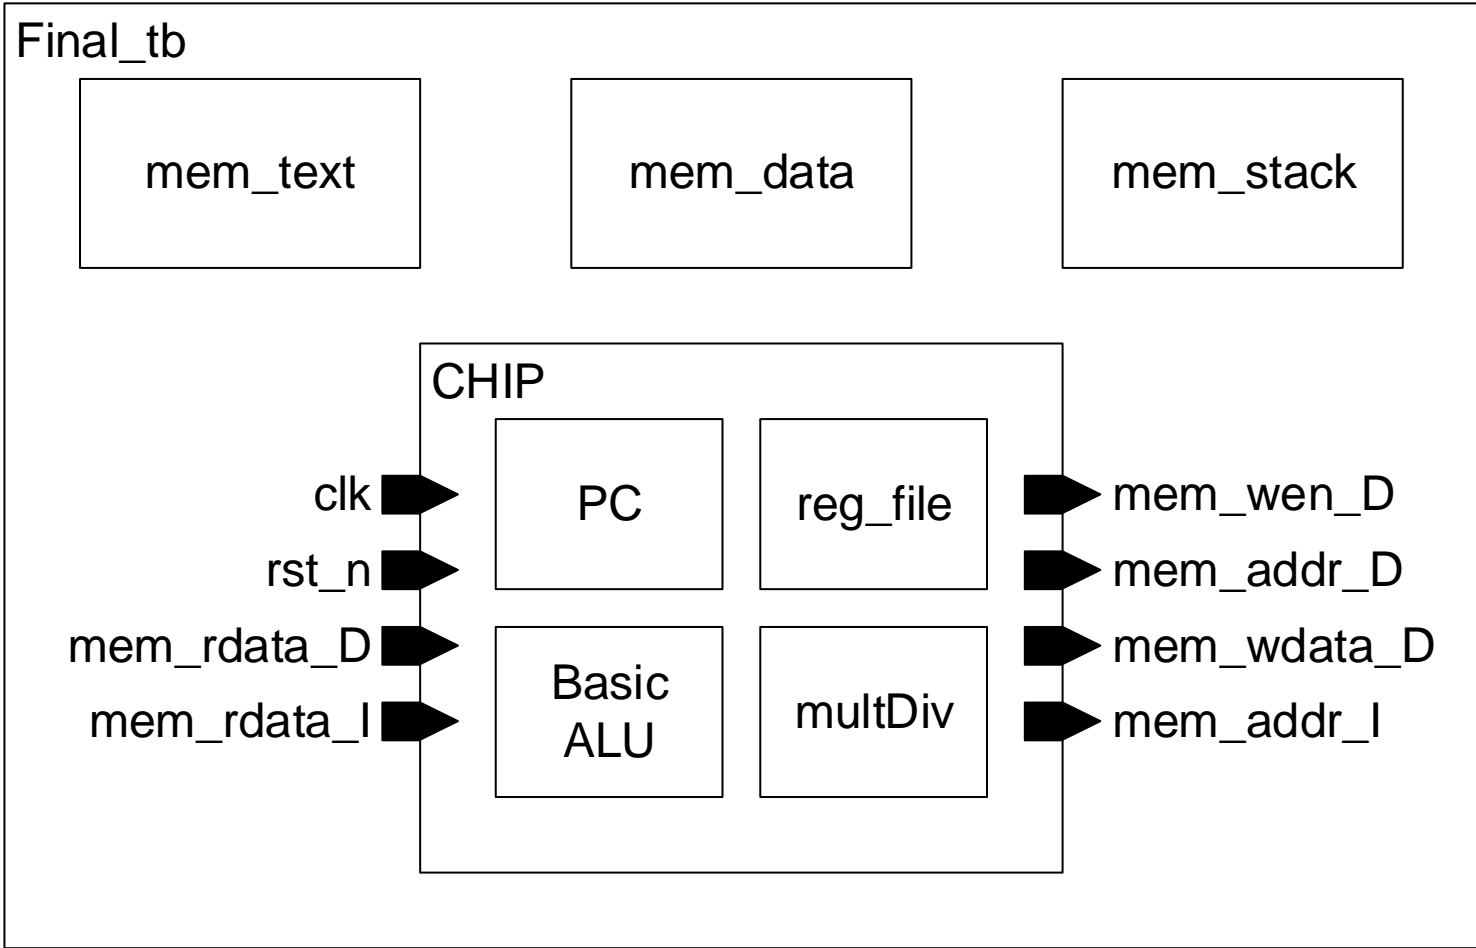 Final_tb
mem_text
mem_data
mem_stack
CHIP
clk
rst_n
mem_rdata_D
mem_rdata_I
PC
reg_file
Basic
ALU
multDiv
mem_wen_D
mem_addr_D
mem_wdata_D
mem_addr_I